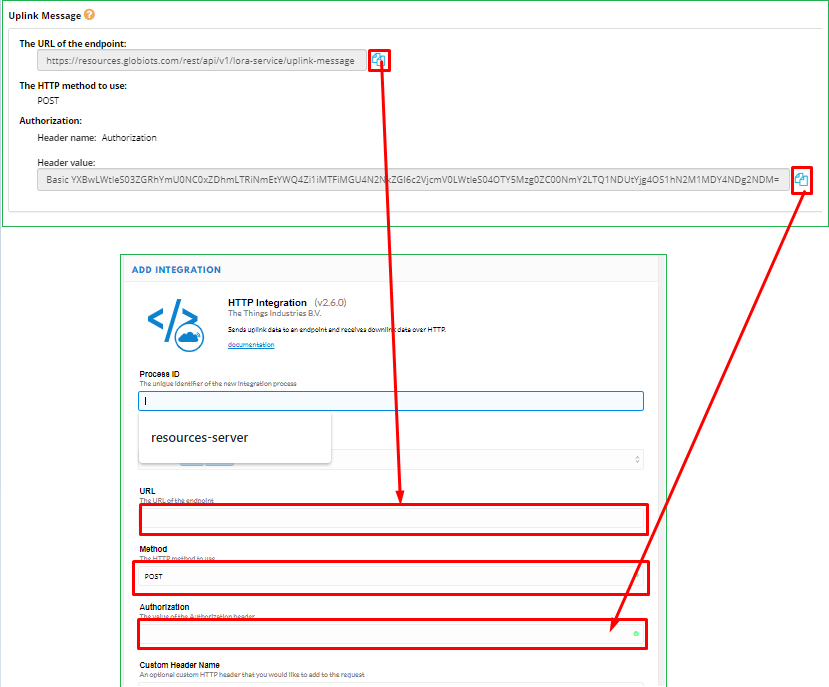 Uplink Message ?
The URL of the endpoint:
https://resources.globiots.com/rest/api/v1/lora-service/uplink-message
The HTTP method to use:
POST
Authorization:
Header name: Authorization
Header value:
Basic YXBwLWtleS03ZGRhYmU0NC0xZDhmLTRiNmEtYWQ4Zi1iMTFiMGU4N2NkZGI6c2VjcmV0LWtleS04OTY5Mzg0ZC00NmY2LTQ1NDUtYjg4OS1hN2M1MDY4NDg2NDM=
ADD INTEGRATION
HTTP Integration (v2.6.0)
The Things Industries B.V.
Sends uplink data to an endpoint and receives downlink data over HTTP.
documentation
Process ID
The unique identifier of the new integration process
resources-server
URL
The URL of the endpoint
Method
The HTTP method to use
POST
Authorization
The value of the Authorization header
Custom Header Name
An optional custom HTTP header that you would like to add to the request